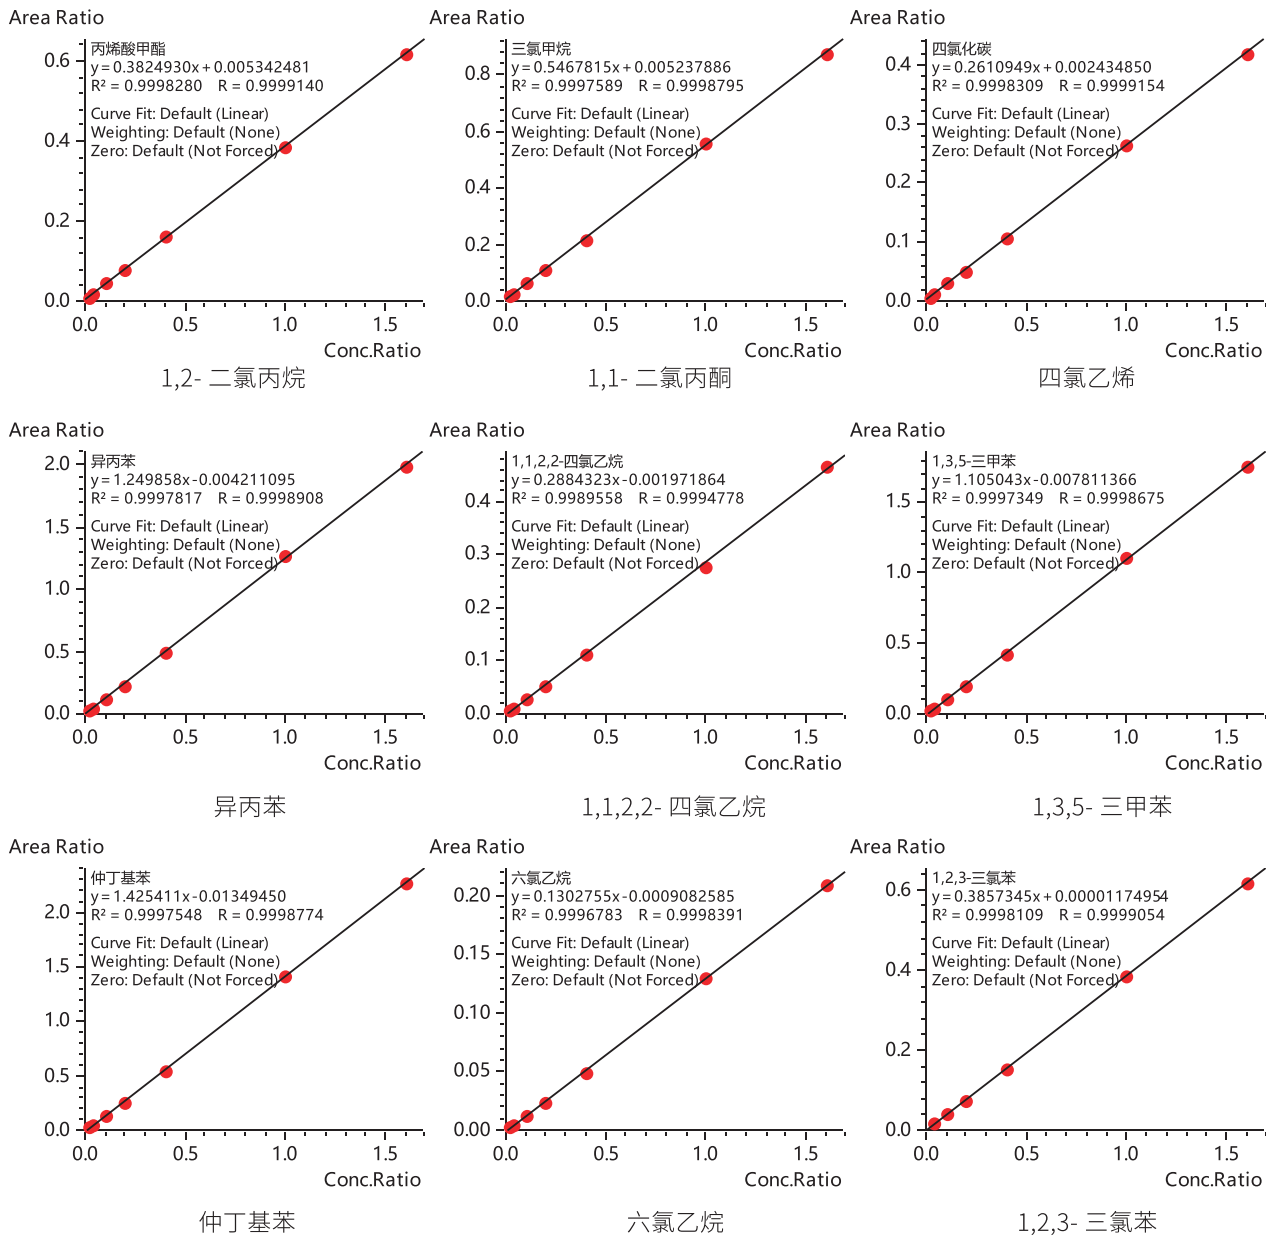 Area Ratio
丙烯酸甲酯
y = 0.3824930x + 0.005342481
R² = 0.9998280 R = 0.9999140
Curve Fit: Default (Linear)
Weighting: Default (None)
Zero: Default (Not Forced)
0.6
0.4
0.2
0.0
0.0 0.5 1.0 1.5
Conc.Ratio
1,2- 二氯丙烷
Area Ratio
三氯甲烷
y = 0.5467815x + 0.005237886
R² = 0.9997589 R = 0.9998795
Curve Fit: Default (Linear)
Weighting: Default (None)
Zero: Default (Not Forced)
0.8
0.6
0.4
0.2
0.0
0.0 0.5 1.0 1.5
Conc.Ratio
1,1- 二氯丙酮
Area Ratio
四氯化碳
y = 0.2610949x + 0.002434850
R² = 0.9998309 R = 0.9999154
Curve Fit: Default (Linear)
Weighting: Default (None)
Zero: Default (Not Forced)
0.4
0.3
0.2
0.1
0.0
0.0 0.5 1.0 1.5
Conc.Ratio
四氯乙烯
Area Ratio
异丙苯
y = 1.249858x - 0.004211095
R² = 0.9997817 R = 0.9998908
Curve Fit: Default (Linear)
Weighting: Default (None)
Zero: Default (Not Forced)
2.0
1.5
1.0
0.5
0.0
0.0 0.5 1.0 1.5
Conc.Ratio
异丙苯
Area Ratio
1,1,2,2-四氯乙烷
y = 0.2884323x - 0.001971864
R² = 0.9989558 R = 0.9994778
Curve Fit: Default (Linear)
Weighting: Default (None)
Zero: Default (Not Forced)
0.4
0.3
0.2
0.1
0.0
0.0 0.5 1.0 1.5
Conc.Ratio
1,1,2,2- 四氯乙烷
Area Ratio
1,3,5-三甲苯
y = 1.105043x - 0.007811366
R² = 0.9997349 R = 0.9998675
Curve Fit: Default (Linear)
Weighting: Default (None)
Zero: Default (Not Forced)
1.5
1.0
0.5
0.0
0.0 0.5 1.0 1.5
Conc.Ratio
1,3,5- 三甲苯
Area Ratio
仲丁基苯
y = 1.425411x - 0.01349450
R² = 0.9997548 R = 0.9998774
Curve Fit: Default (Linear)
Weighting: Default (None)
Zero: Default (Not Forced)
2.0
1.5
1.0
0.5
0.0
0.0 0.5 1.0 1.5
Conc.Ratio
仲丁基苯
Area Ratio
六氯乙烷
y = 0.1302755x - 0.0009082585
R² = 0.9996783 R = 0.9998391
Curve Fit: Default (Linear)
Weighting: Default (None)
Zero: Default (Not Forced)
0.20
0.15
0.10
0.05
0.00
0.0 0.5 1.0 1.5
Conc.Ratio
六氯乙烷
Area Ratio
1,2,3-三氯苯
y = 0.3857345x + 0.00001174954
R² = 0.9998109 R = 0.9999054
Curve Fit: Default (Linear)
Weighting: Default (None)
Zero: Default (Not Forced)
0.6
0.4
0.2
0.0
0.0 0.5 1.0 1.5
Conc.Ratio
1,2,3- 三氯苯